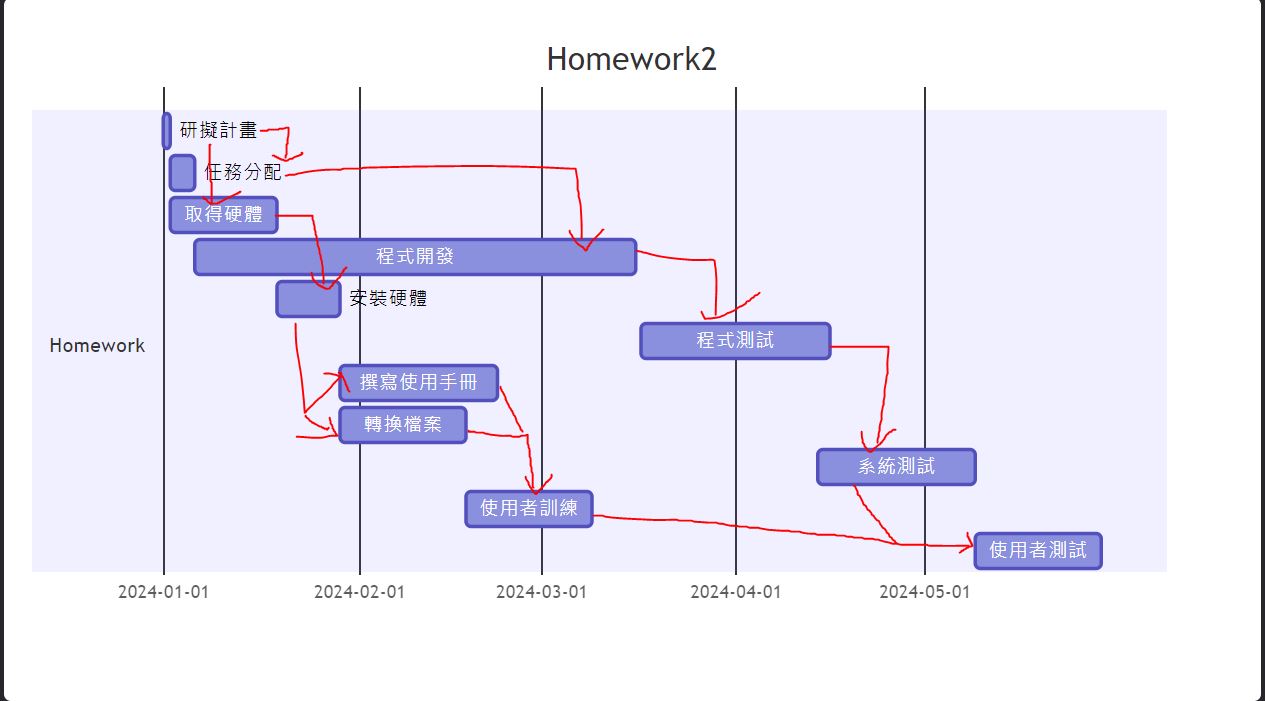 Homework2
研擬計畫
任務分配
取得硬體
程式開發
安裝硬體
程式測試
Homework
撰寫使用手冊
轉換檔案
系統測試
使用者訓練
使用者測試
2024-01-01
2024-02-01
2024-03-01
2024-04-01
2024-05-01